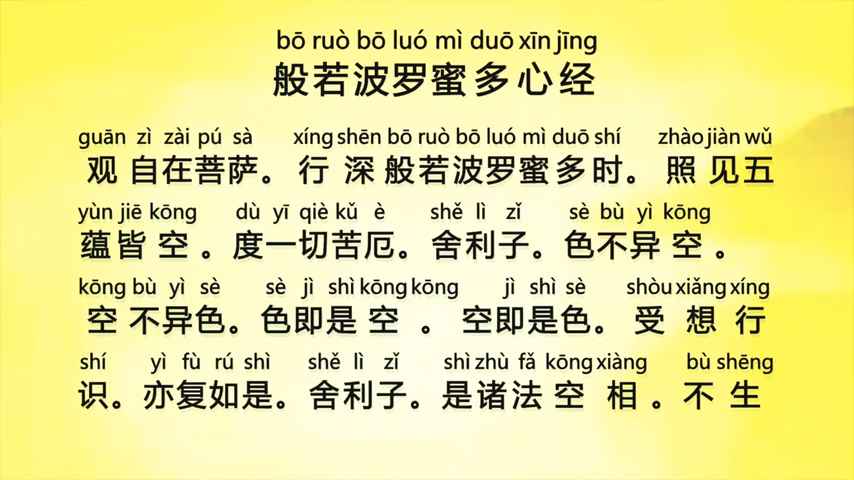 bō ruò bō luó mì duō xīn jīng
般若波罗蜜多心经
guān zì zài pú sà xíng shēn bō ruò bō luó mì duō shí zhào jiàn wǔ
观自在菩萨。行深般若波罗蜜多时。照见五
yùn jiē kōng dù yī qiè kǔ è shě lì zǐ sè bù yì kōng
蕴皆空。度一切苦厄。舍利子。色不异空。
kōng bù yì sè sè jì shì kōng kōng jì shì sè shòu xiǎng xíng
空不异色。色即是空。空即是色。受想行
shí yì fù rú shì shě lì zǐ shì zhù fǎ kōng xiàng bù shēng
识。亦复如是。舍利子。是诸法空相。不生